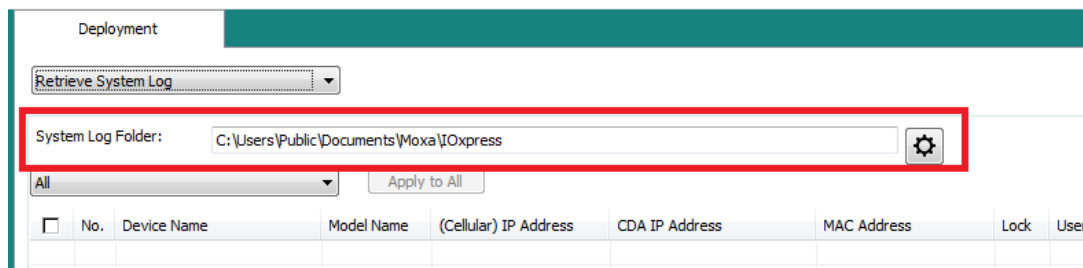 Deployment
Retrieve System Log
System Log Folder: C:\Users\Public\Documents\Moxa\IOxpress
All Apply to All
No. Device Name Model Name (Cellular) IP Address CDA IP Address MAC Address Lock